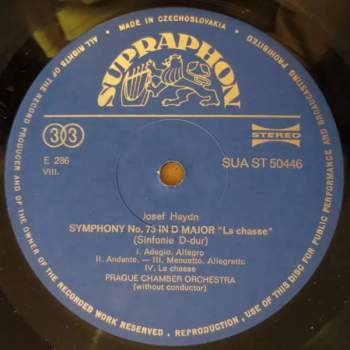 MADE IN CZECHOSLOVAKIA
ALL RIGHTS OF THE RECORD PRODUCER AND OF THE OWNER OF THE RECORDED WORK RESERVED . REPRODUCTION , USE OF THIS DISC FOR PUBLIC PERFORMANCE AND BROADCASTING PROHIBITED
SUPRAPHON
33
STEREO
E 286
SUA ST 50446
VIII.
Josef Haydn
SYMPHONY No. 73 IN D MAJOR "La chasse"
(Sinfonie D-dur)
I. Adagio. Allegro
II. Andante. — III. Menuetto. Allegretto
IV. La chasse
PRAGUE CHAMBER ORCHESTRA
(without conductor)